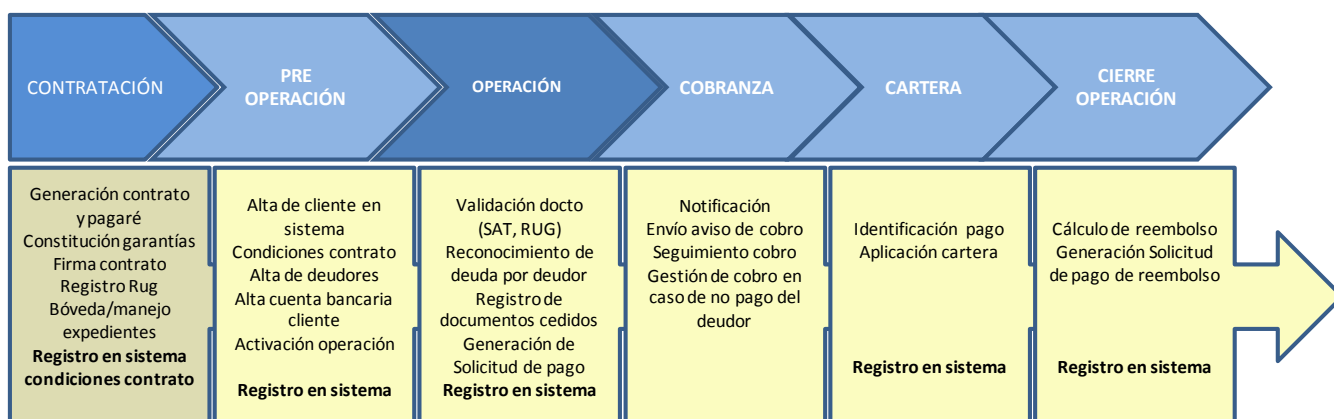 CONTRATACIÓN
PRE
OPERACIÓN
OPERACIÓN
COBRANZA
CARTERA
CIERRE
OPERACIÓN
Generación contrato
y pagaré
Constitución garantías
Firma contrato
Registro Rug
Bóveda/manejo
expedientes
Registro en sistema
condiciones contrato
Alta de cliente en
sistema
Condiciones contrato
Alta de deudores
Alta cuenta bancaria
cliente
Activación operación
Registro en sistema
Validación docto
(SAT, RUG)
Reconocimiento de
deuda por deudor
Registro de
documentos cedidos
Generación de
Solicitud de pago
Registro en sistema
Notificación
Envío aviso de cobro
Seguimiento cobro
Gestión de cobro en
caso de no pago del
deudor
Identificación pago
Aplicación cartera
Registro en sistema
Cálculo de reembolso
Generación Solicitud
de pago de reembolso
Registro en sistema